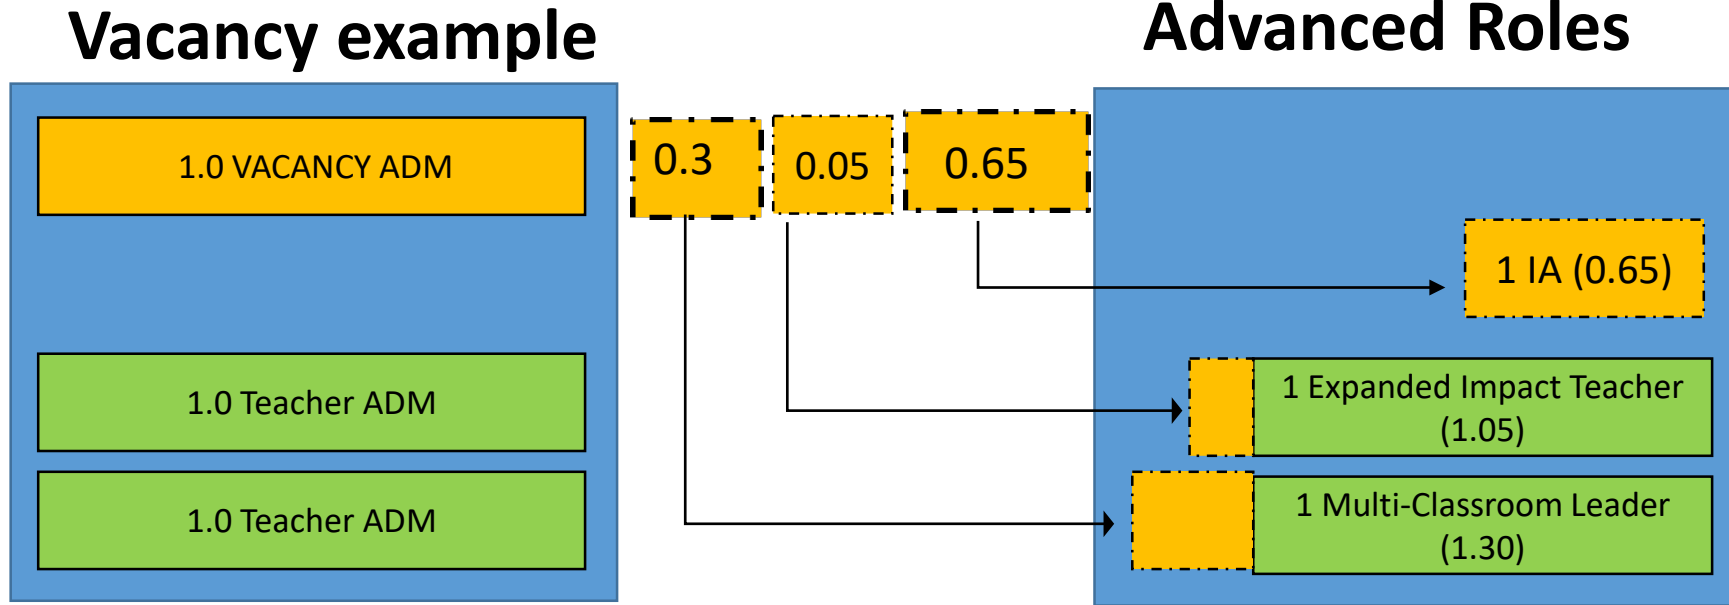 Vacancy example
Advanced Roles
1.0 VACANCY ADM
0.3
0.05
0.65
1 IA (0.65)
1.0 Teacher ADM
1 Expanded Impact Teacher
(1.05)
1.0 Teacher ADM
1 Multi-Classroom Leader
(1.30)